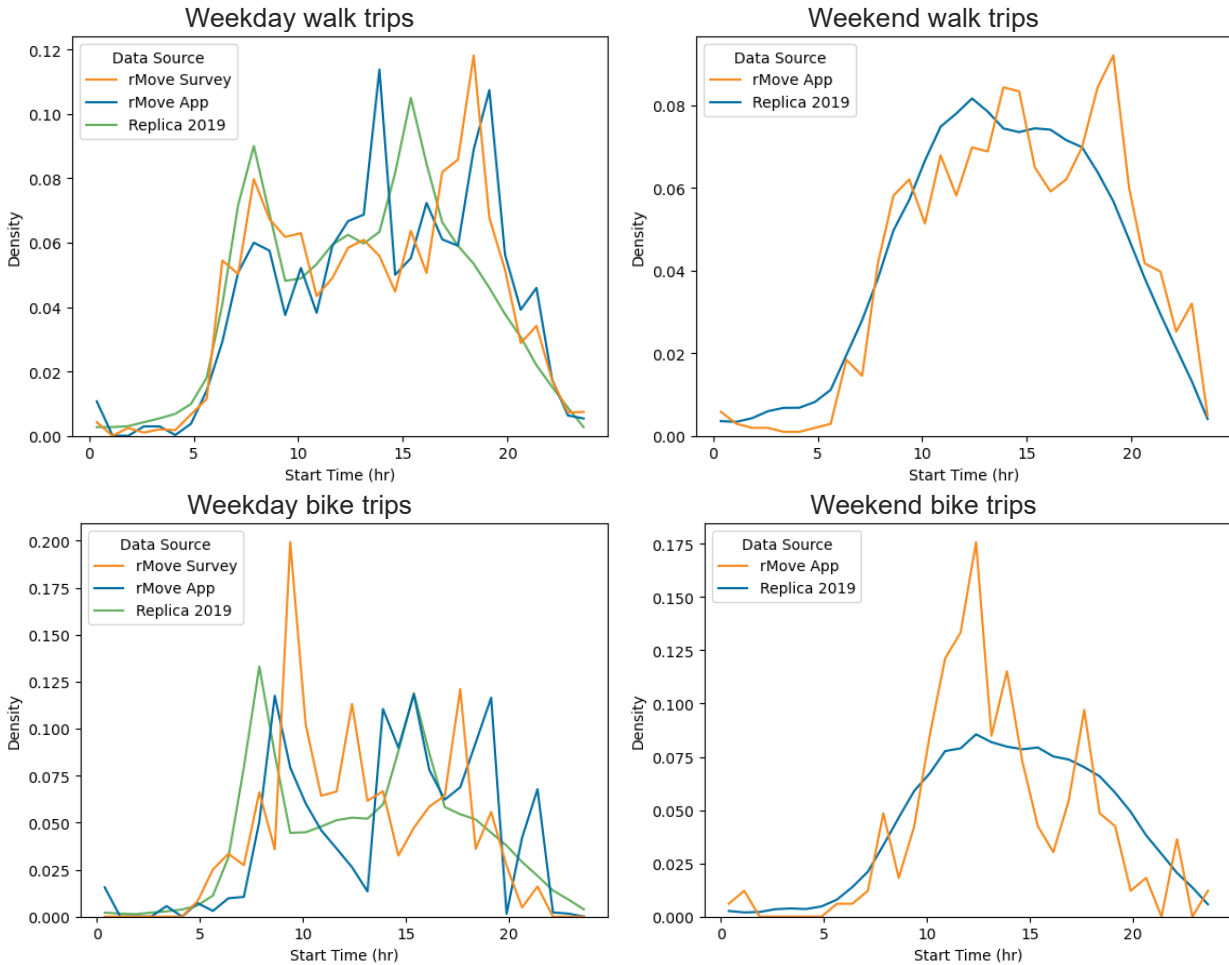 Weekday walk trips
Data Source
rMove Survey
rMove App
Replica 2019
Density
0.12
0.10
0.08
0.06
0.04
0.02
0.00
0
5
10
15
20
Start Time (hr)
Weekend walk trips
Data Source
rMove App
Replica 2019
Density
0.08
0.06
0.04
0.02
0.00
0
5
10
15
20
Start Time (hr)
Weekday bike trips
Data Source
rMove Survey
rMove App
Replica 2019
Density
0.200
0.175
0.150
0.125
0.100
0.075
0.050
0.025
0.000
0
5
10
15
20
Start Time (hr)
Weekend bike trips
Data Source
rMove App
Replica 2019
Density
0.175
0.150
0.125
0.100
0.075
0.050
0.025
0.000
0
5
10
15
20
Start Time (hr)